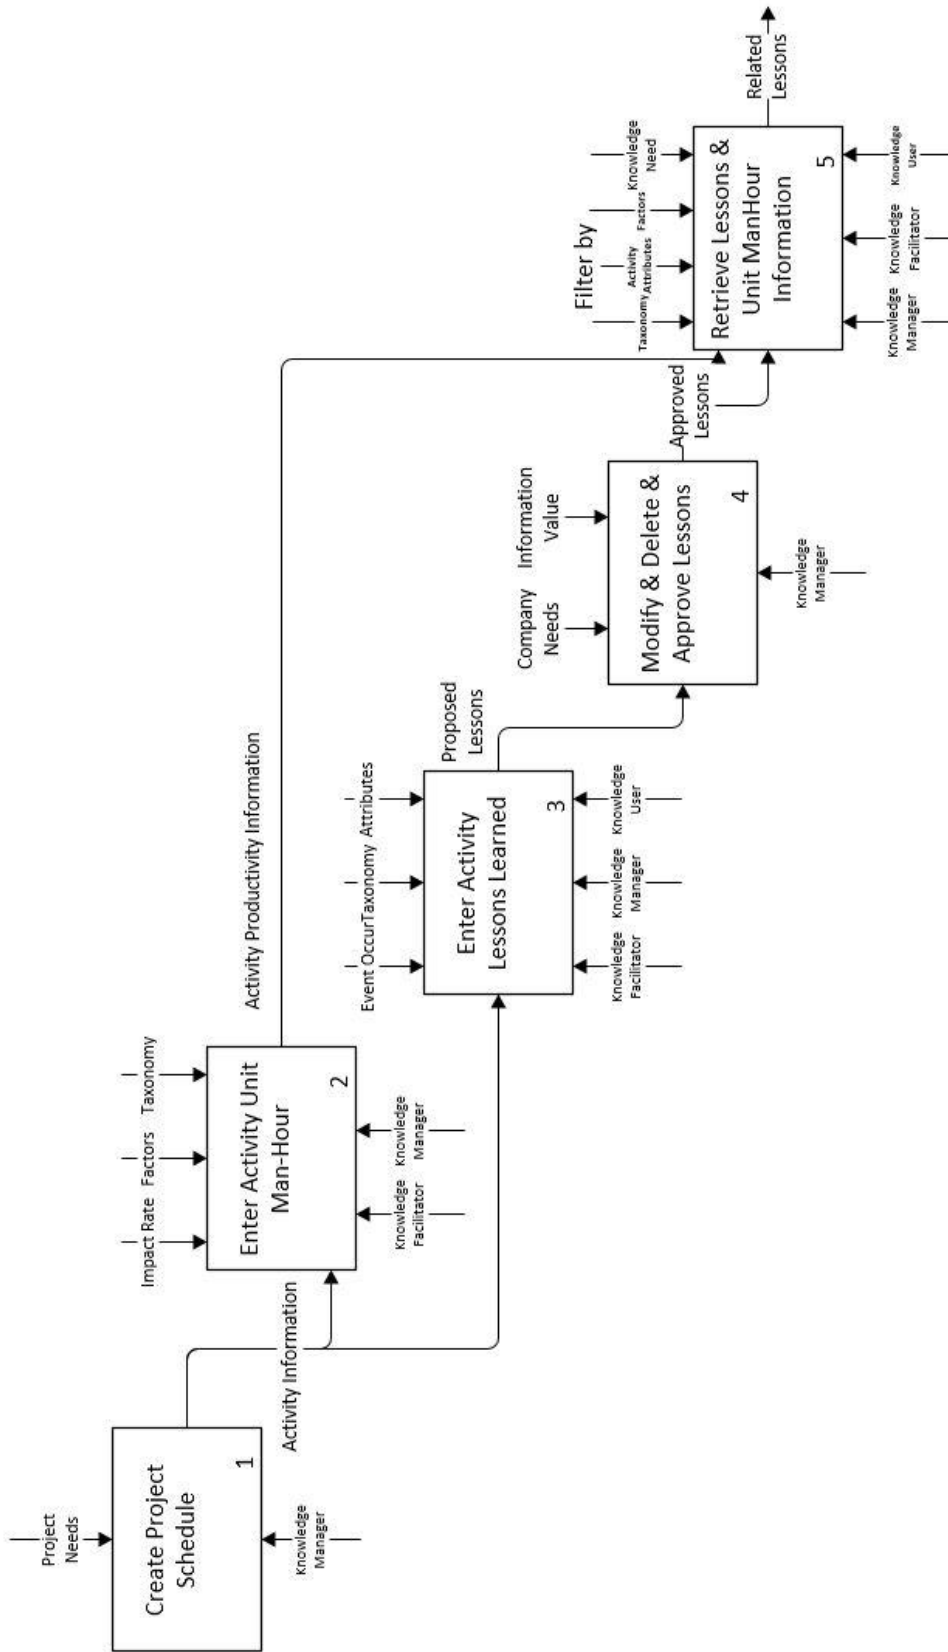 Project
Needs
Create Project
Schedule
1
Knowledge
Manager
Activity Information
Impact Rate
Factors
Taxonomy
Enter Activity Unit
Man-Hour
2
Knowledge
Facilitator
Knowledge
Manager
Activity Productivity Information
Event Occur
Taxonomy
Attributes
Enter Activity
Lessons Learned
3
Knowledge
Facilitator
Knowledge
Manager
Knowledge
User
Proposed
Lessons
Company
Needs
Information
Value
Modify & Delete &
Approve Lessons
4
Knowledge
Manager
Approved
Lessons
Filter by
Taxonomy
Activity
Attributes
Factors
Knowledge
Need
Retrieve Lessons &
Unit ManHour
Information
5
Knowledge
Manager
Knowledge
Facilitator
Knowledge
User
Related
Lessons